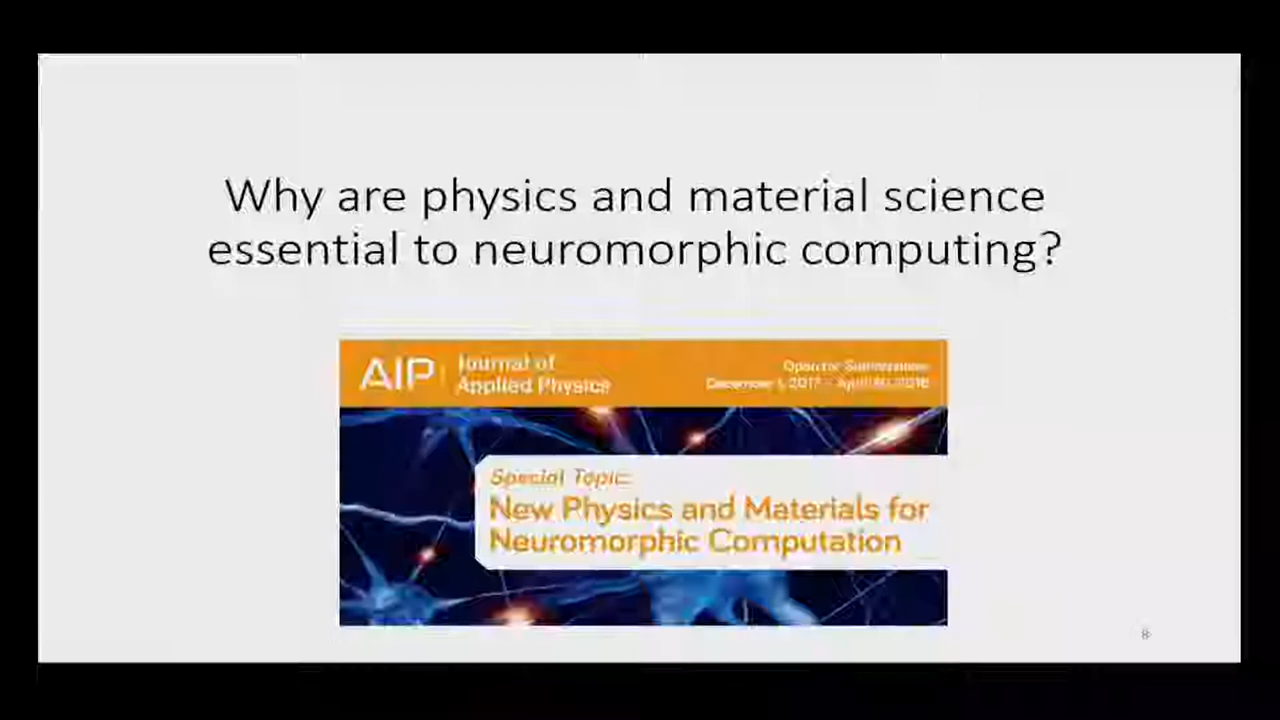 Why are physics and material science
essential to neuromorphic computing?
AIP
Journal of
Applied Physics
Open for Submissions
December 1, 2017 – April 30, 2018
Special Topic:
New Physics and Materials for
Neuromorphic Computation
8